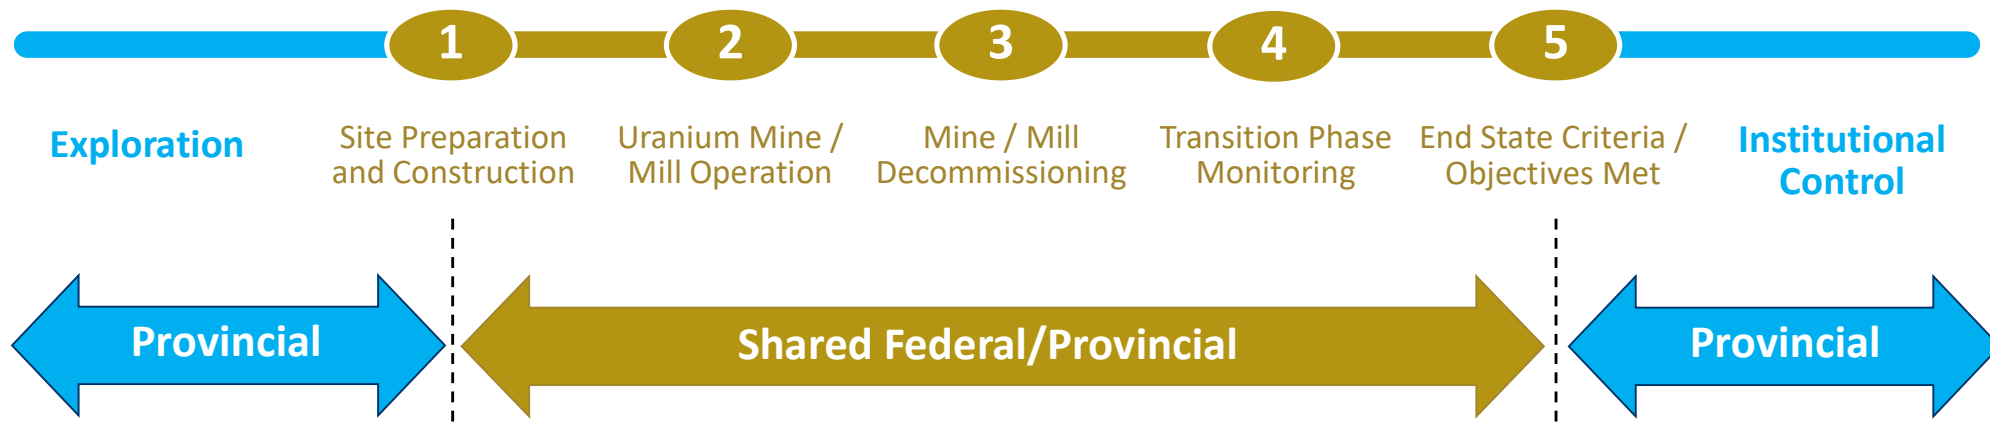 1
2
3
4
5
Exploration
Site Preparation
and Construction
Uranium Mine /
Mill Operation
Mine / Mill
Decommissioning
Transition Phase
Monitoring
End State Criteria /
Objectives Met
Institutional
Control
Provincial
Shared Federal/Provincial
Provincial